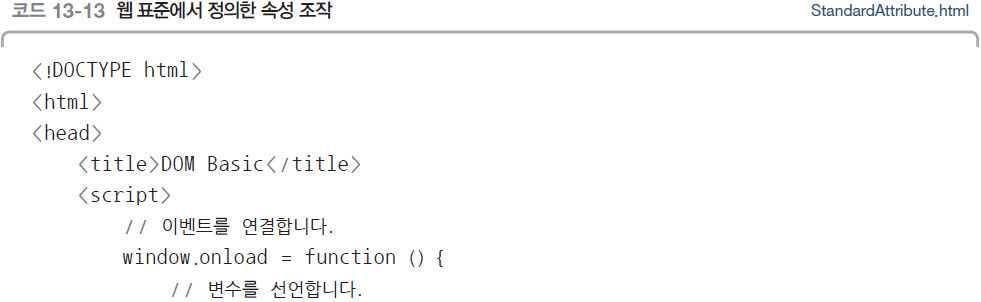 코드 13-13 웹 표준에서 정의한 속성 조작 StandardAttribute.html
<!DOCTYPE html>
<html>
<head>
<title>DOM Basic</title>
<script>
// 이벤트를 연결합니다.
window.onload = function () {
// 변수를 선언합니다.